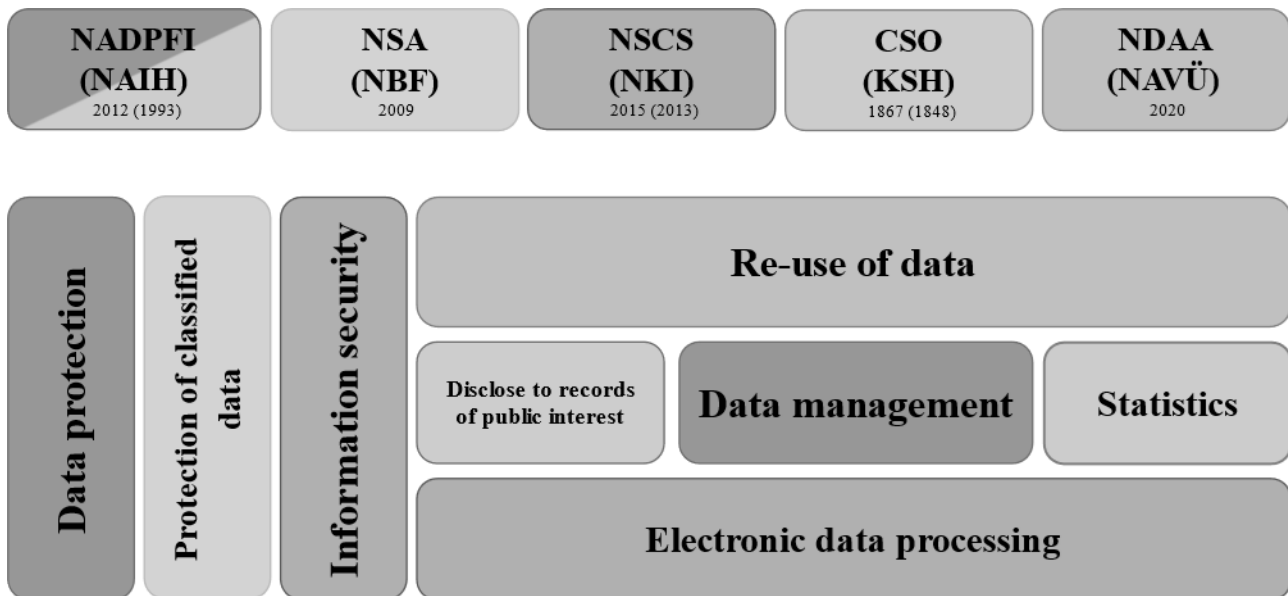 NADPFI
(NAIH)
2012 (1993)
NSA
(NBF)
2009
NSCS
(NKI)
2015 (2013)
CSO
(KSH)
1867 (1848)
NDAA
(NAVÜ)
2020
Data protection
Protection of classified
data
Information security
Re-use of data
Disclose to records
of public interest
Data management
Statistics
Electronic data processing